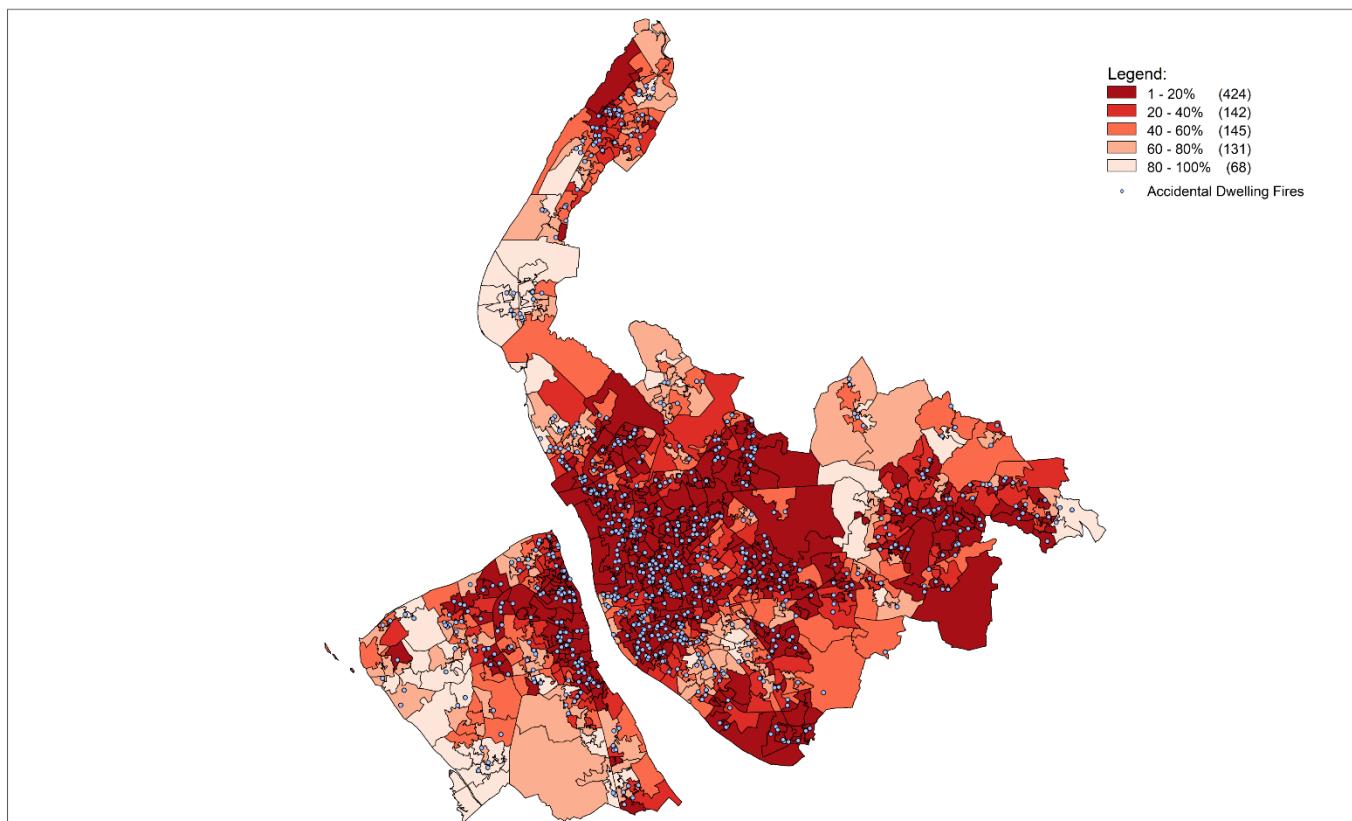 Legend:
1 - 20% (424)
20 - 40% (142)
40 - 60% (145)
60 - 80% (131)
80 - 100% (68)
Accidental Dwelling Fires